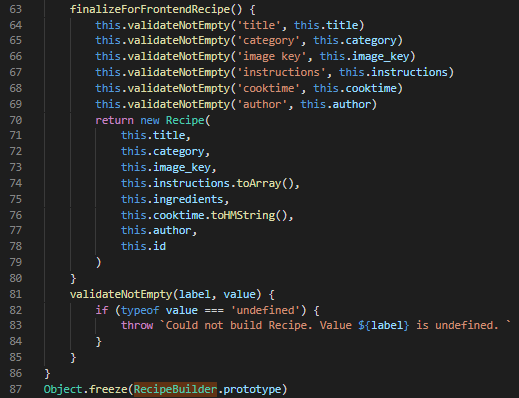 63 finalizeForFrontendRecipe() {
64 this.validateNotEmpty('title', this.title)
65 this.validateNotEmpty('category', this.category)
66 this.validateNotEmpty('image key', this.image_key)
67 this.validateNotEmpty('instructions', this.instructions)
68 this.validateNotEmpty('cooktime', this.cooktime)
69 this.validateNotEmpty('author', this.author)
70 return new Recipe(
71 this.title,
72 this.category,
73 this.image_key,
74 this.instructions.toArray(),
75 this.ingredients,
76 this.cooktime.toHMString(),
77 this.author,
78 this.id
79 )
80 }
81 validateNotEmpty(label, value) {
82 if (typeof value === 'undefined') {
83 throw `Could not build Recipe. Value ${label} is undefined. `
84 }
85 }
86 }
87 Object.freeze(RecipeBuilder.prototype)